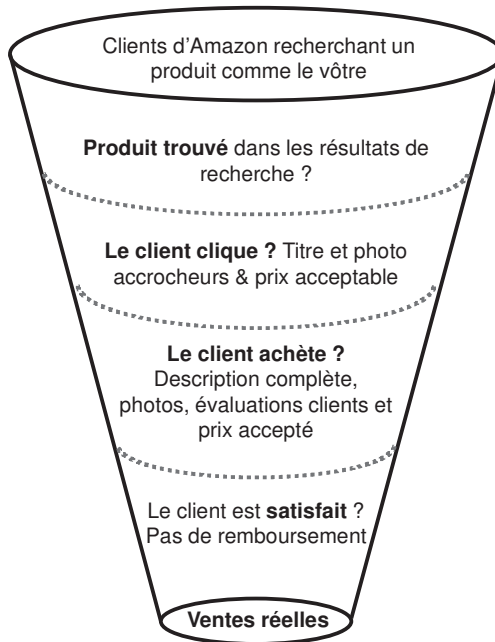 Clients d’Amazon recherchant un
produit comme le vôtre
Produit trouvé dans les résultats de
recherche ?
Le client clique ? Titre et photo
accrocheurs & prix acceptable
Le client achète ?
Description complète,
photos, évaluations clients et
prix accepté
Le client est satisfait ?
Pas de remboursement
Ventes réelles